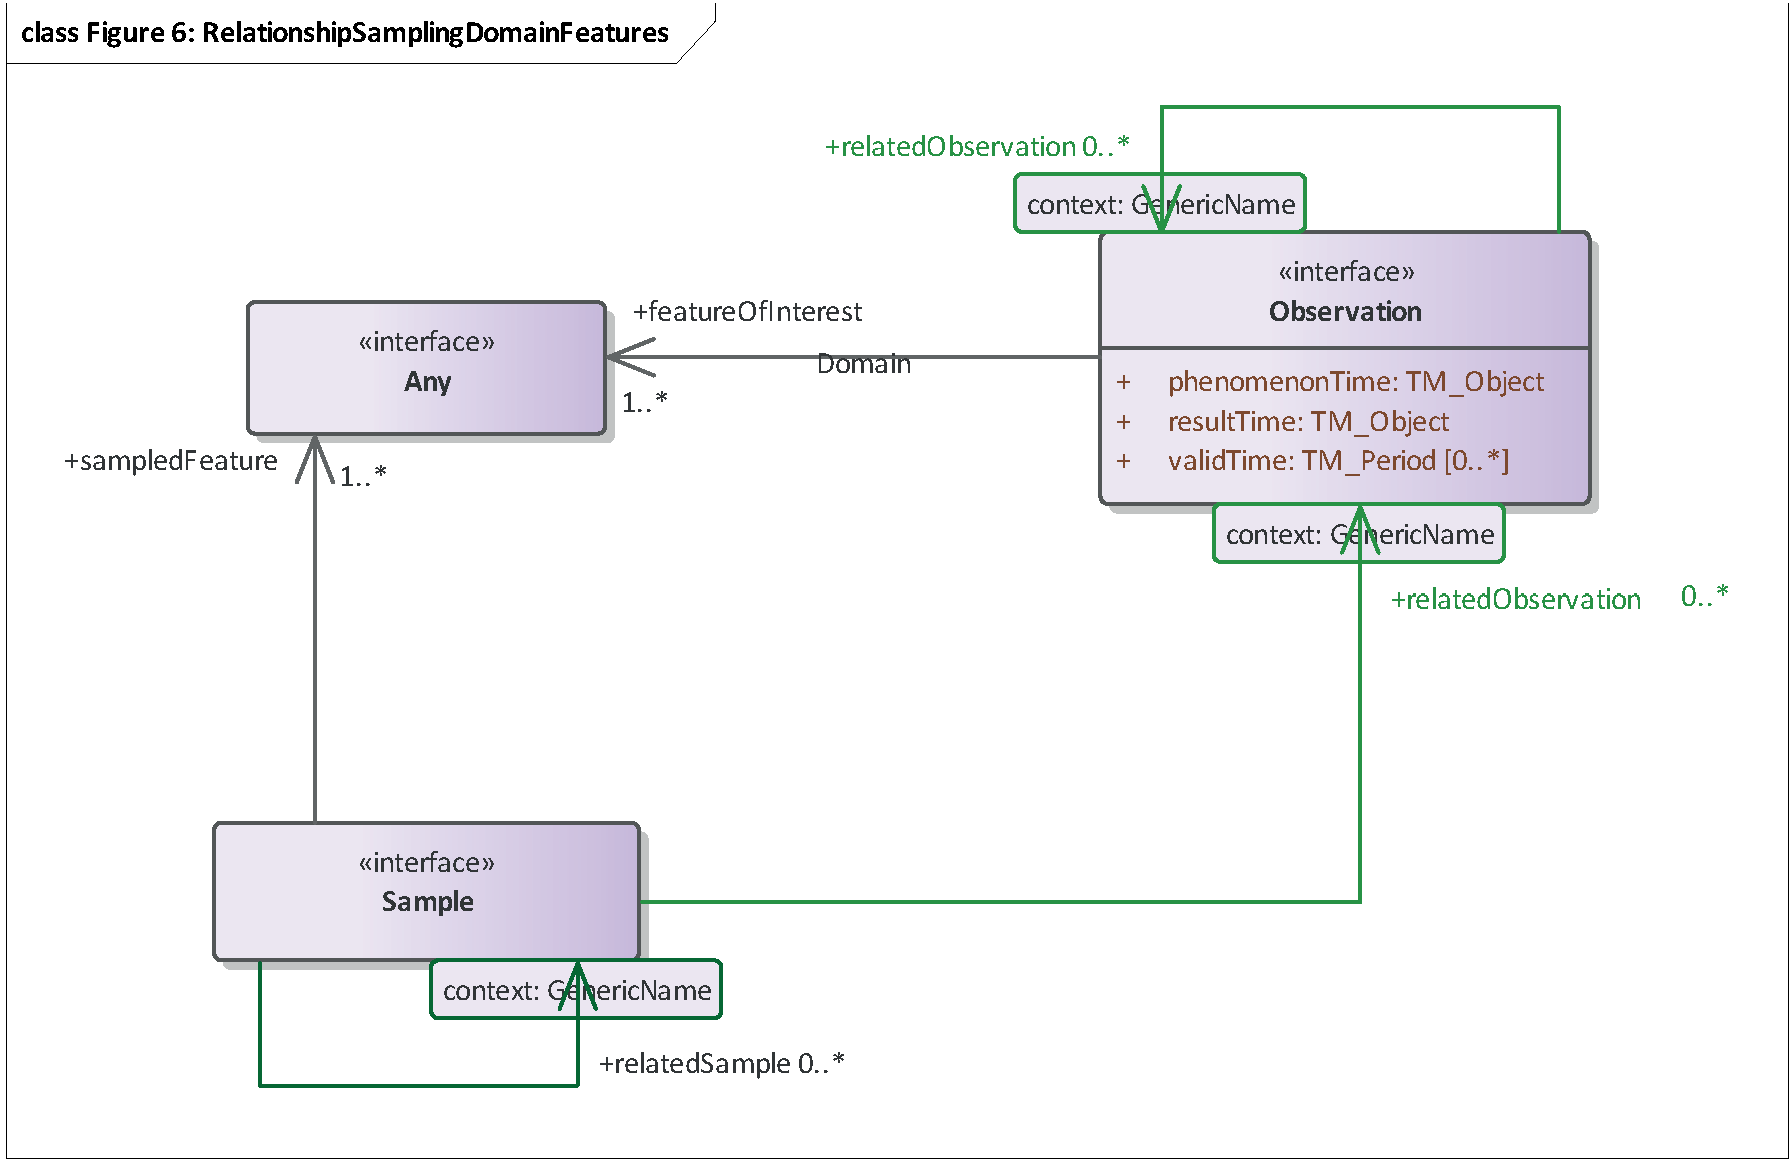 class Figure 6: RelationshipSamplingDomainFeatures
+relatedObservation 0..*
context: GenericName
«interface»
Observation
+ phenomenonTime: TM_Object
+ resultTime: TM_Object
+ validTime: TM_Period [0..*]
+featureOfInterest
Domain
1..*
«interface»
Any
+sampledFeature
1..*
context: GenericName
+relatedObservation 0..*
«interface»
Sample
context: GenericName
+relatedSample 0..*